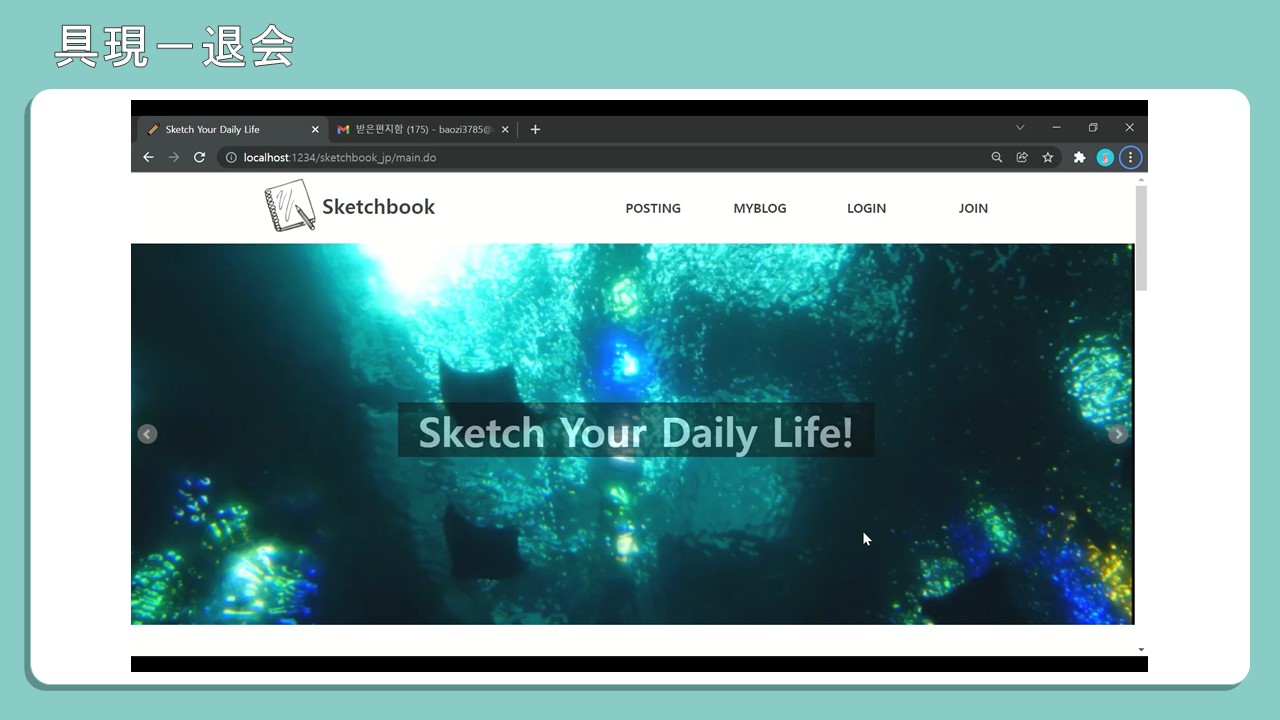 具現ー退会
Sketch Your Daily Life
받은편지함 (175) - baozi3785@
localhost:1234/sketchbook_jp/main.do
Sketchbook
POSTING
MYBLOG
LOGIN
JOIN
Sketch Your Daily Life!